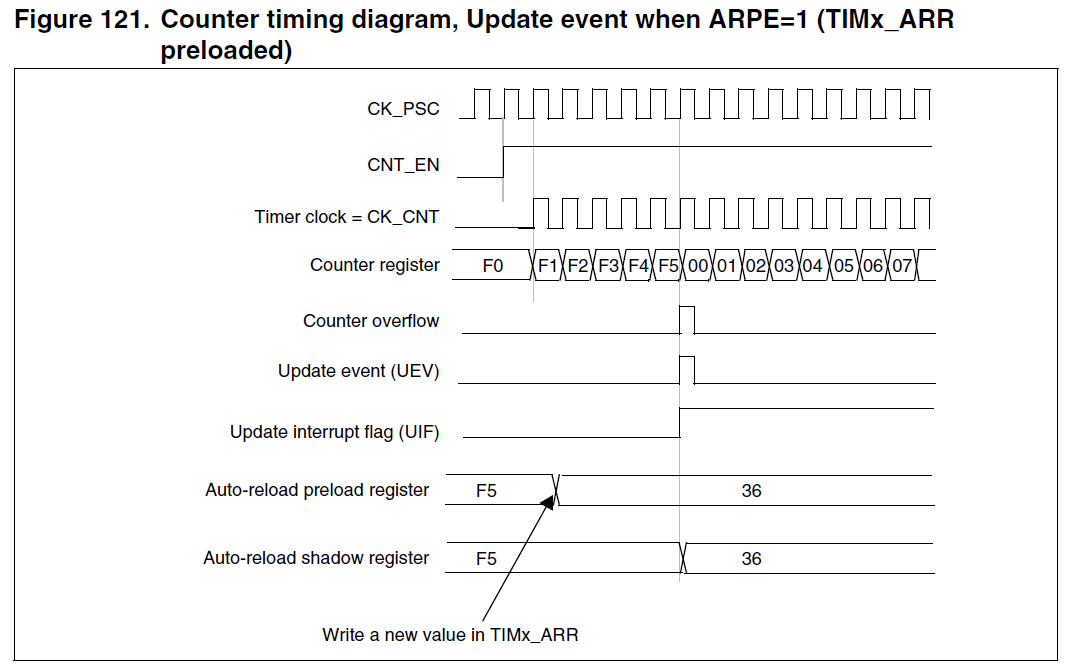 Figure 121. Counter timing diagram, Update event when ARPE=1 (TIMx_ARR
preloaded)
CK_PSC
CNT_EN
Timer clock = CK_CNT
Counter register F0 F1 F2 F3 F4 F5 00 01 02 03 04 05 06 07
Counter overflow
Update event (UEV)
Update interrupt flag (UIF)
Auto-reload preload register F5 36
Auto-reload shadow register F5 36
Write a new value in TIMx_ARR